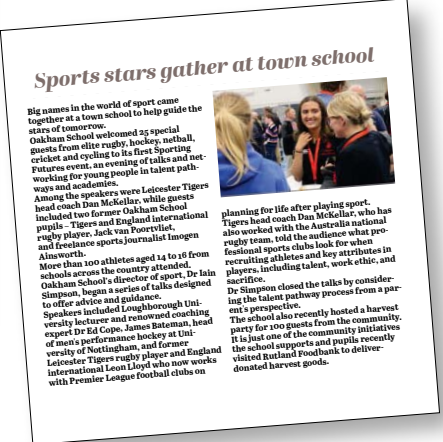 Sports stars gather at town school
Big names in the world of sport came
together at a town school to help guide the
stars of tomorrow.
Oakham School welcomed 25 special
guests from elite rugby, hockey, netball,
cricket and cycling to its first Sporting
Futures event, an evening of talks and net-
working for young people in talent path-
ways and academies.
Among the speakers were Leicester Tigers
head coach Dan McKellar, while guests
included two former Oakham School
pupils – Tigers and England international
rugby player, Jack van Poortvliet,
and freelance sports journalist Imogen
Ainsworth.
More than 100 athletes aged 14 to 16 from
schools across the country attended.
Oakham School's director of sport, Dr Iain
Simpson, began a series of talks designed
to offer advice and guidance.
Speakers included Loughborough Uni-
versity lecturer and renowned coaching
expert Dr Ed Cope, James Bateman, head
of men's performance hockey at Uni-
versity of Nottingham, and former
Leicester Tigers rugby player and England
international Leon Lloyd who now works
with Premier League football clubs on
planning for life after playing sport.
Tigers head coach Dan McKellar, who has
also worked with the Australia national
rugby team, told the audience what pro-
fessional sports clubs look for when
recruiting athletes and key attributes in
players, including talent, work ethic, and
sacrifice.
Dr Simpson closed the talks by consider-
ing the talent pathway process from a par-
ent's perspective.
The school also recently hosted a harvest
party for 100 guests from the community.
It is just one of the community initiatives
the school supports and pupils recently
visited Rutland Foodbank to deliver-
donated harvest goods.